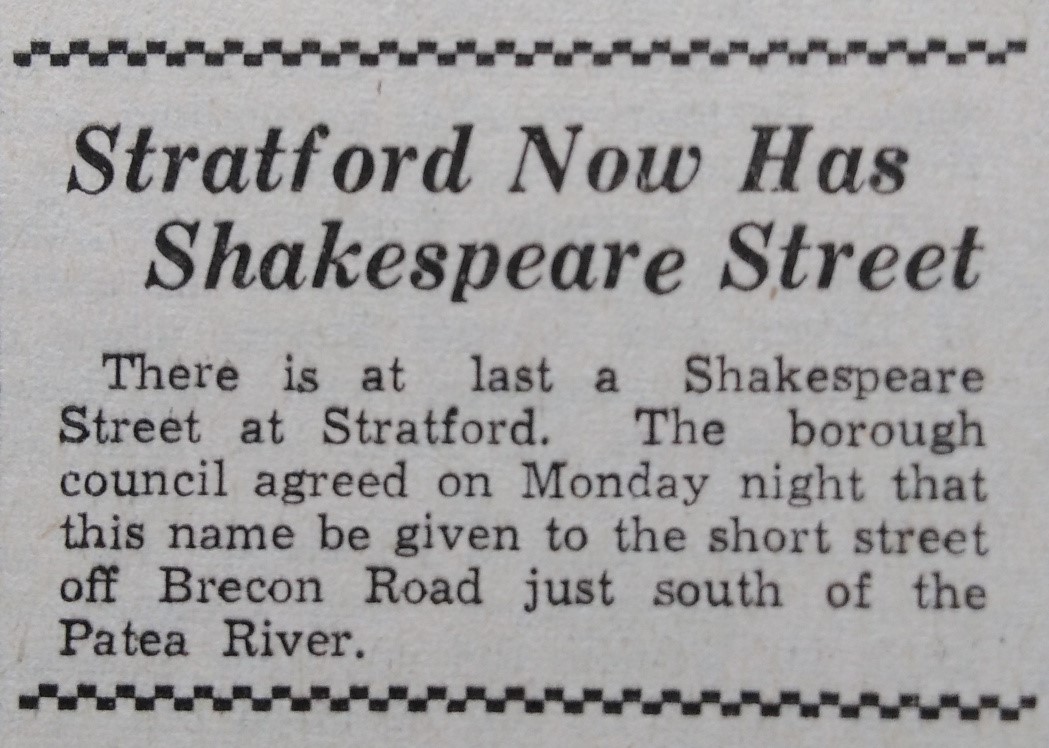 Stratford Now Has
Shakespeare Street
There is at last a Shakespeare
Street at Stratford. The borough
council agreed on Monday night that
this name be given to the short street
off Brecon Road just south of the
Patea River.